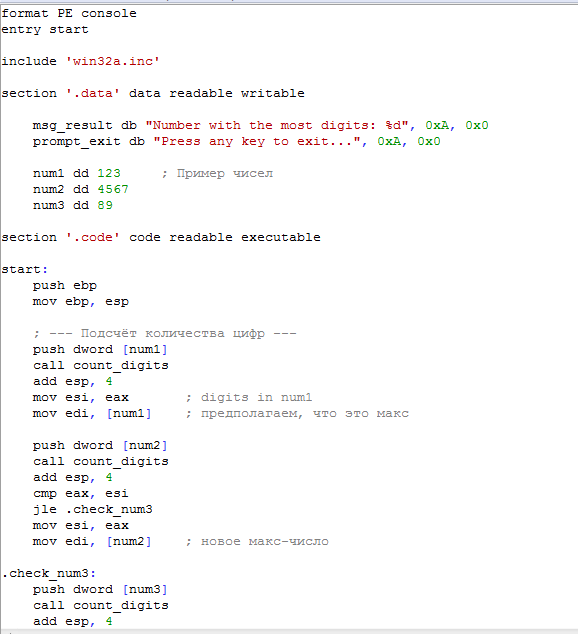 format PE console
entry start
include 'win32a.inc'
section '.data' data readable writable
msg_result db "Number with the most digits: %d", 0xA, 0x0
prompt_exit db "Press any key to exit...", 0xA, 0x0
num1 dd 123 ; Пример чисел
num2 dd 4567
num3 dd 89
section '.code' code readable executable
start:
push ebp
mov ebp, esp
; --- Подсчёт количества цифр ---
push dword [num1]
call count_digits
add esp, 4
mov esi, eax ; digits in num1
mov edi, [num1] ; предполагаем, что это макс
push dword [num2]
call count_digits
add esp, 4
cmp eax, esi
jle .check_num3
mov esi, eax
mov edi, [num2] ; новое макс-число
.check_num3:
push dword [num3]
call count_digits
add esp, 4